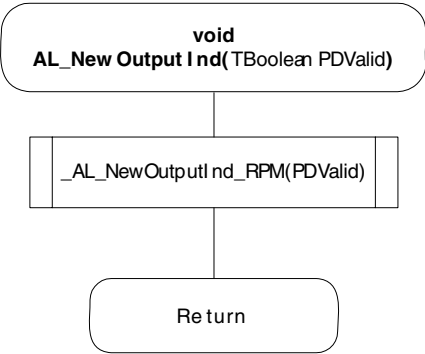 void
AL_New Output Ind(TBoolean PDValid)
_AL_NewOutputInd_RPM(PDValid)
Return